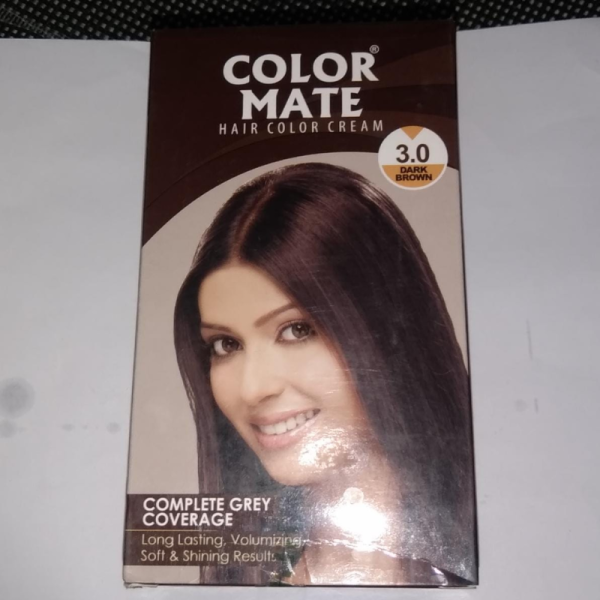 COLOR®
MATE
HAIR COLOR CREAM
3.0
DARK
BROWN
COMPLETE GREY
COVERAGE
Long Lasting, Volumizing,
Soft & Shining Results